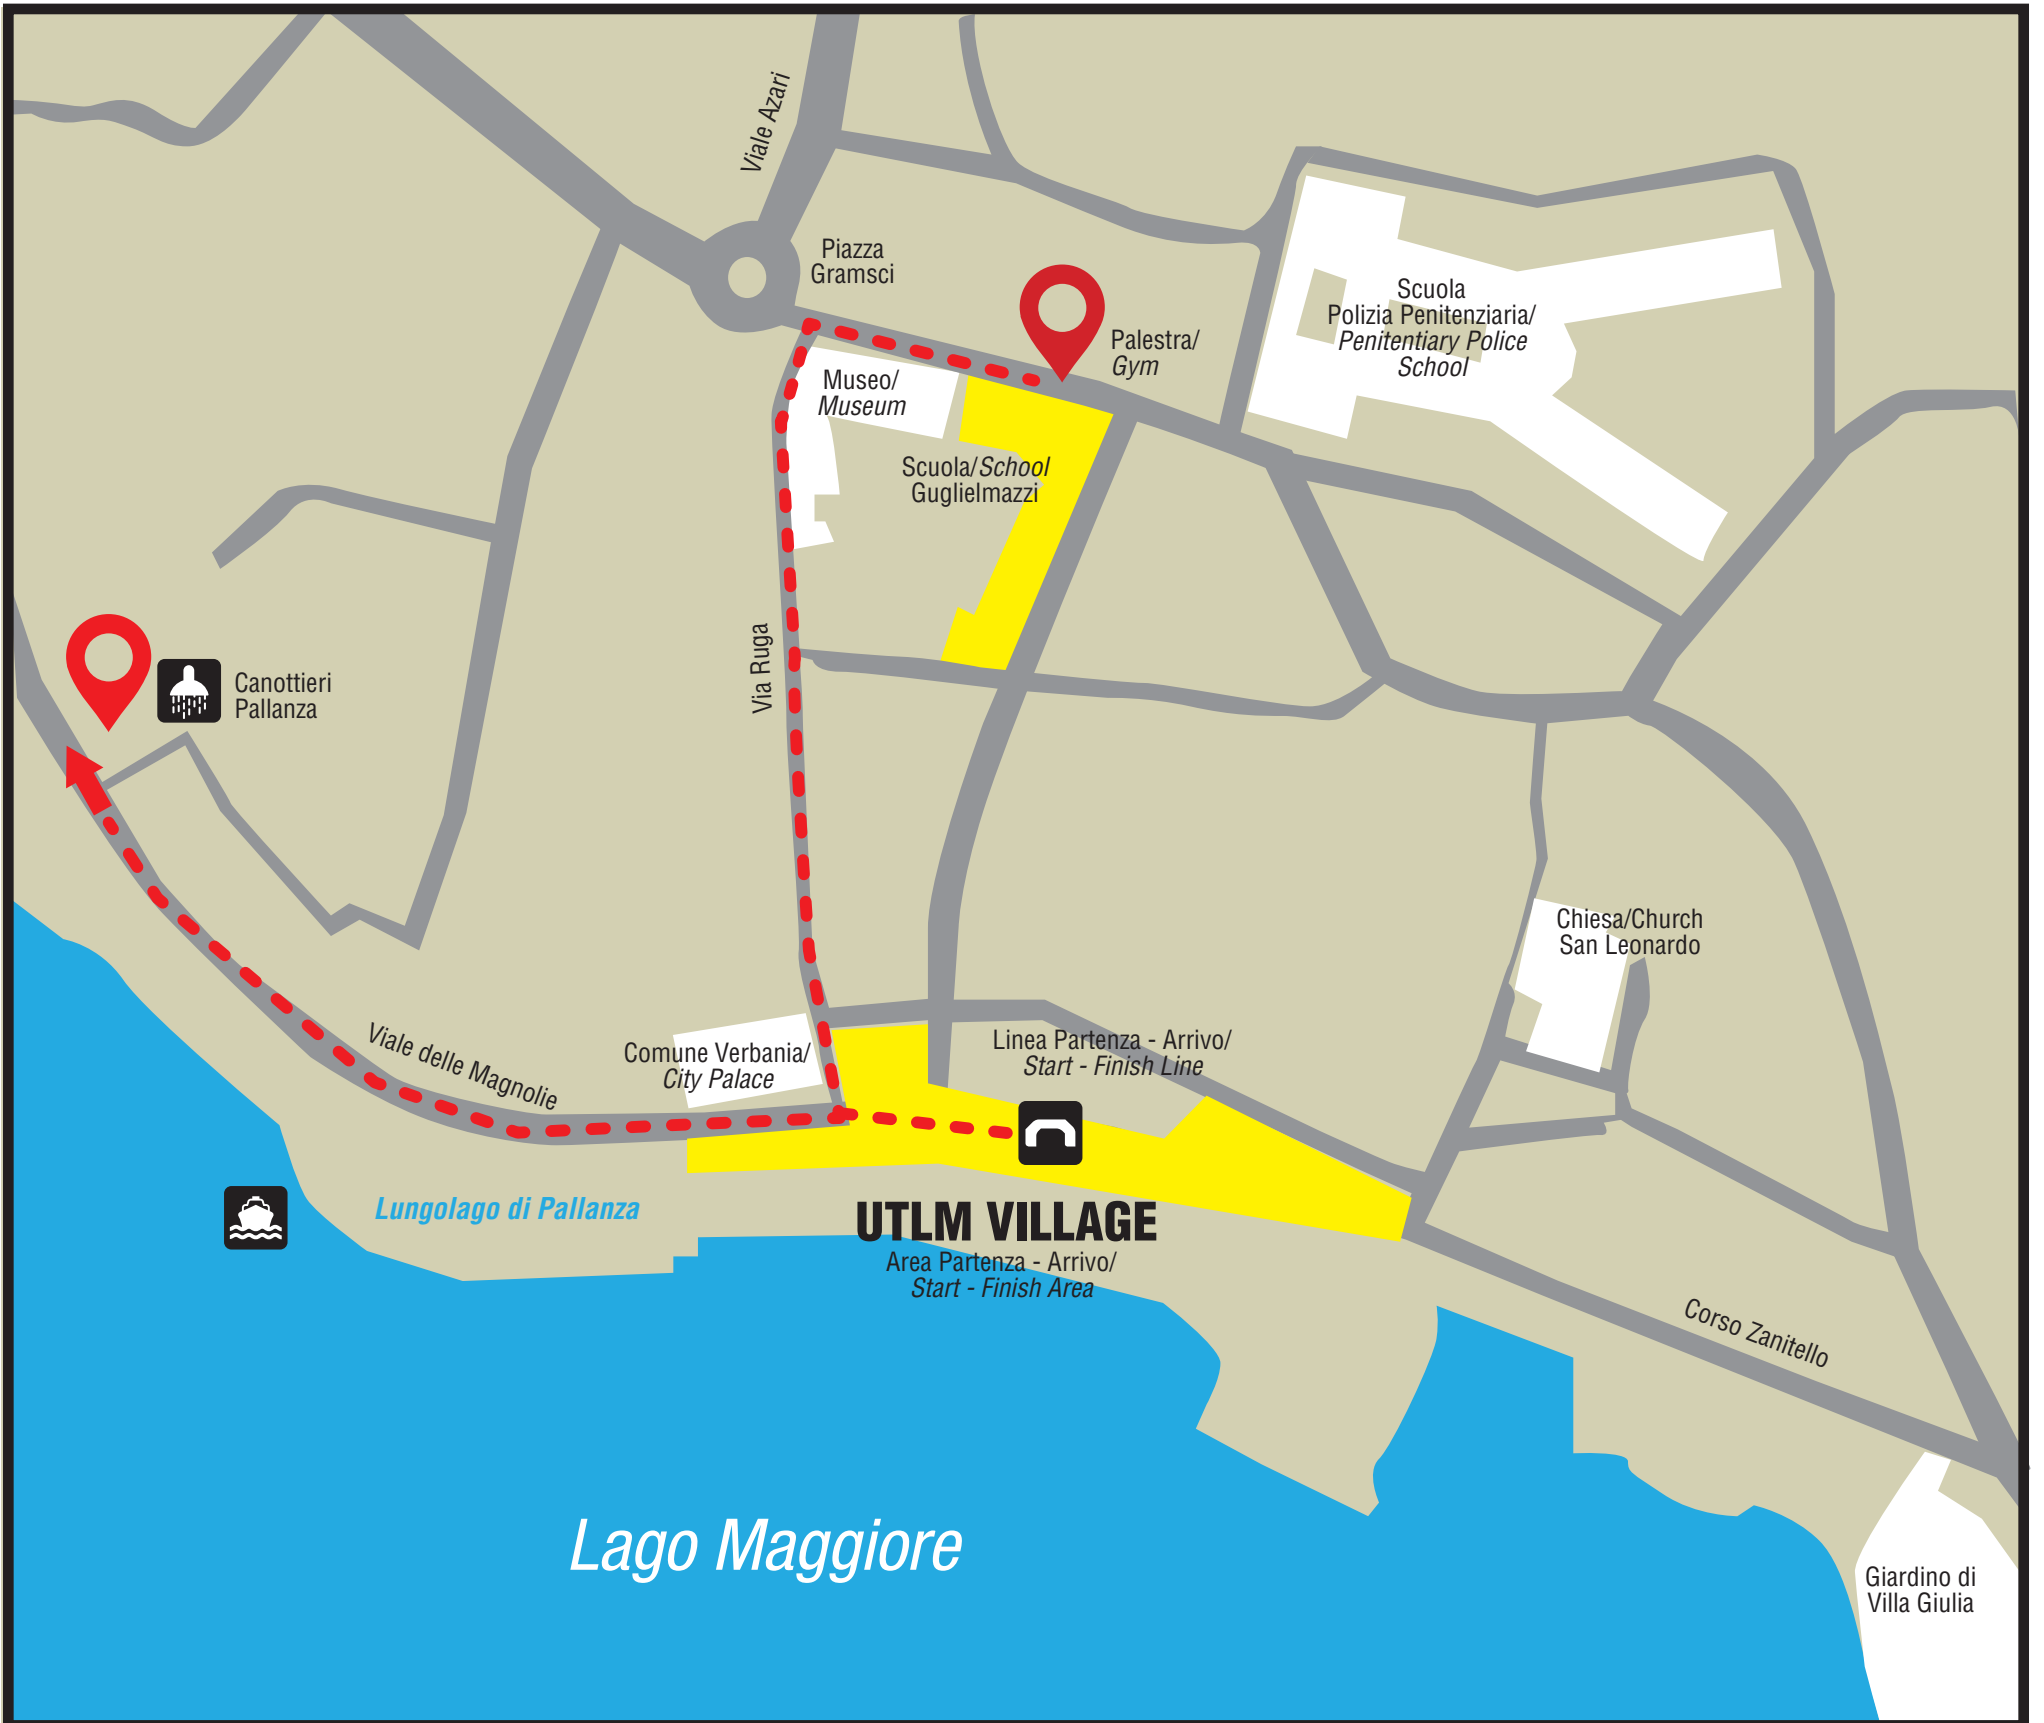 Viale Azari
Piazza
Gramsci
Scuola
Polizia Penitenziaria/
Penitentiary Police
School
Palestra/
Gym
Museo/
Museum
Scuola/School
Guglielmazzi
Via Ruga
Canottieri
Pallanza
Chiesa/Church
San Leonardo
Viale delle Magnolie
Comune Verbania/
City Palace
Linea Partenza - Arrivo/
Start - Finish Line
Lungolago di Pallanza
UTLM VILLAGE
Area Partenza - Arrivo/
Start - Finish Area
Corso Zanitello
Lago Maggiore
Giardino di
Villa Giulia